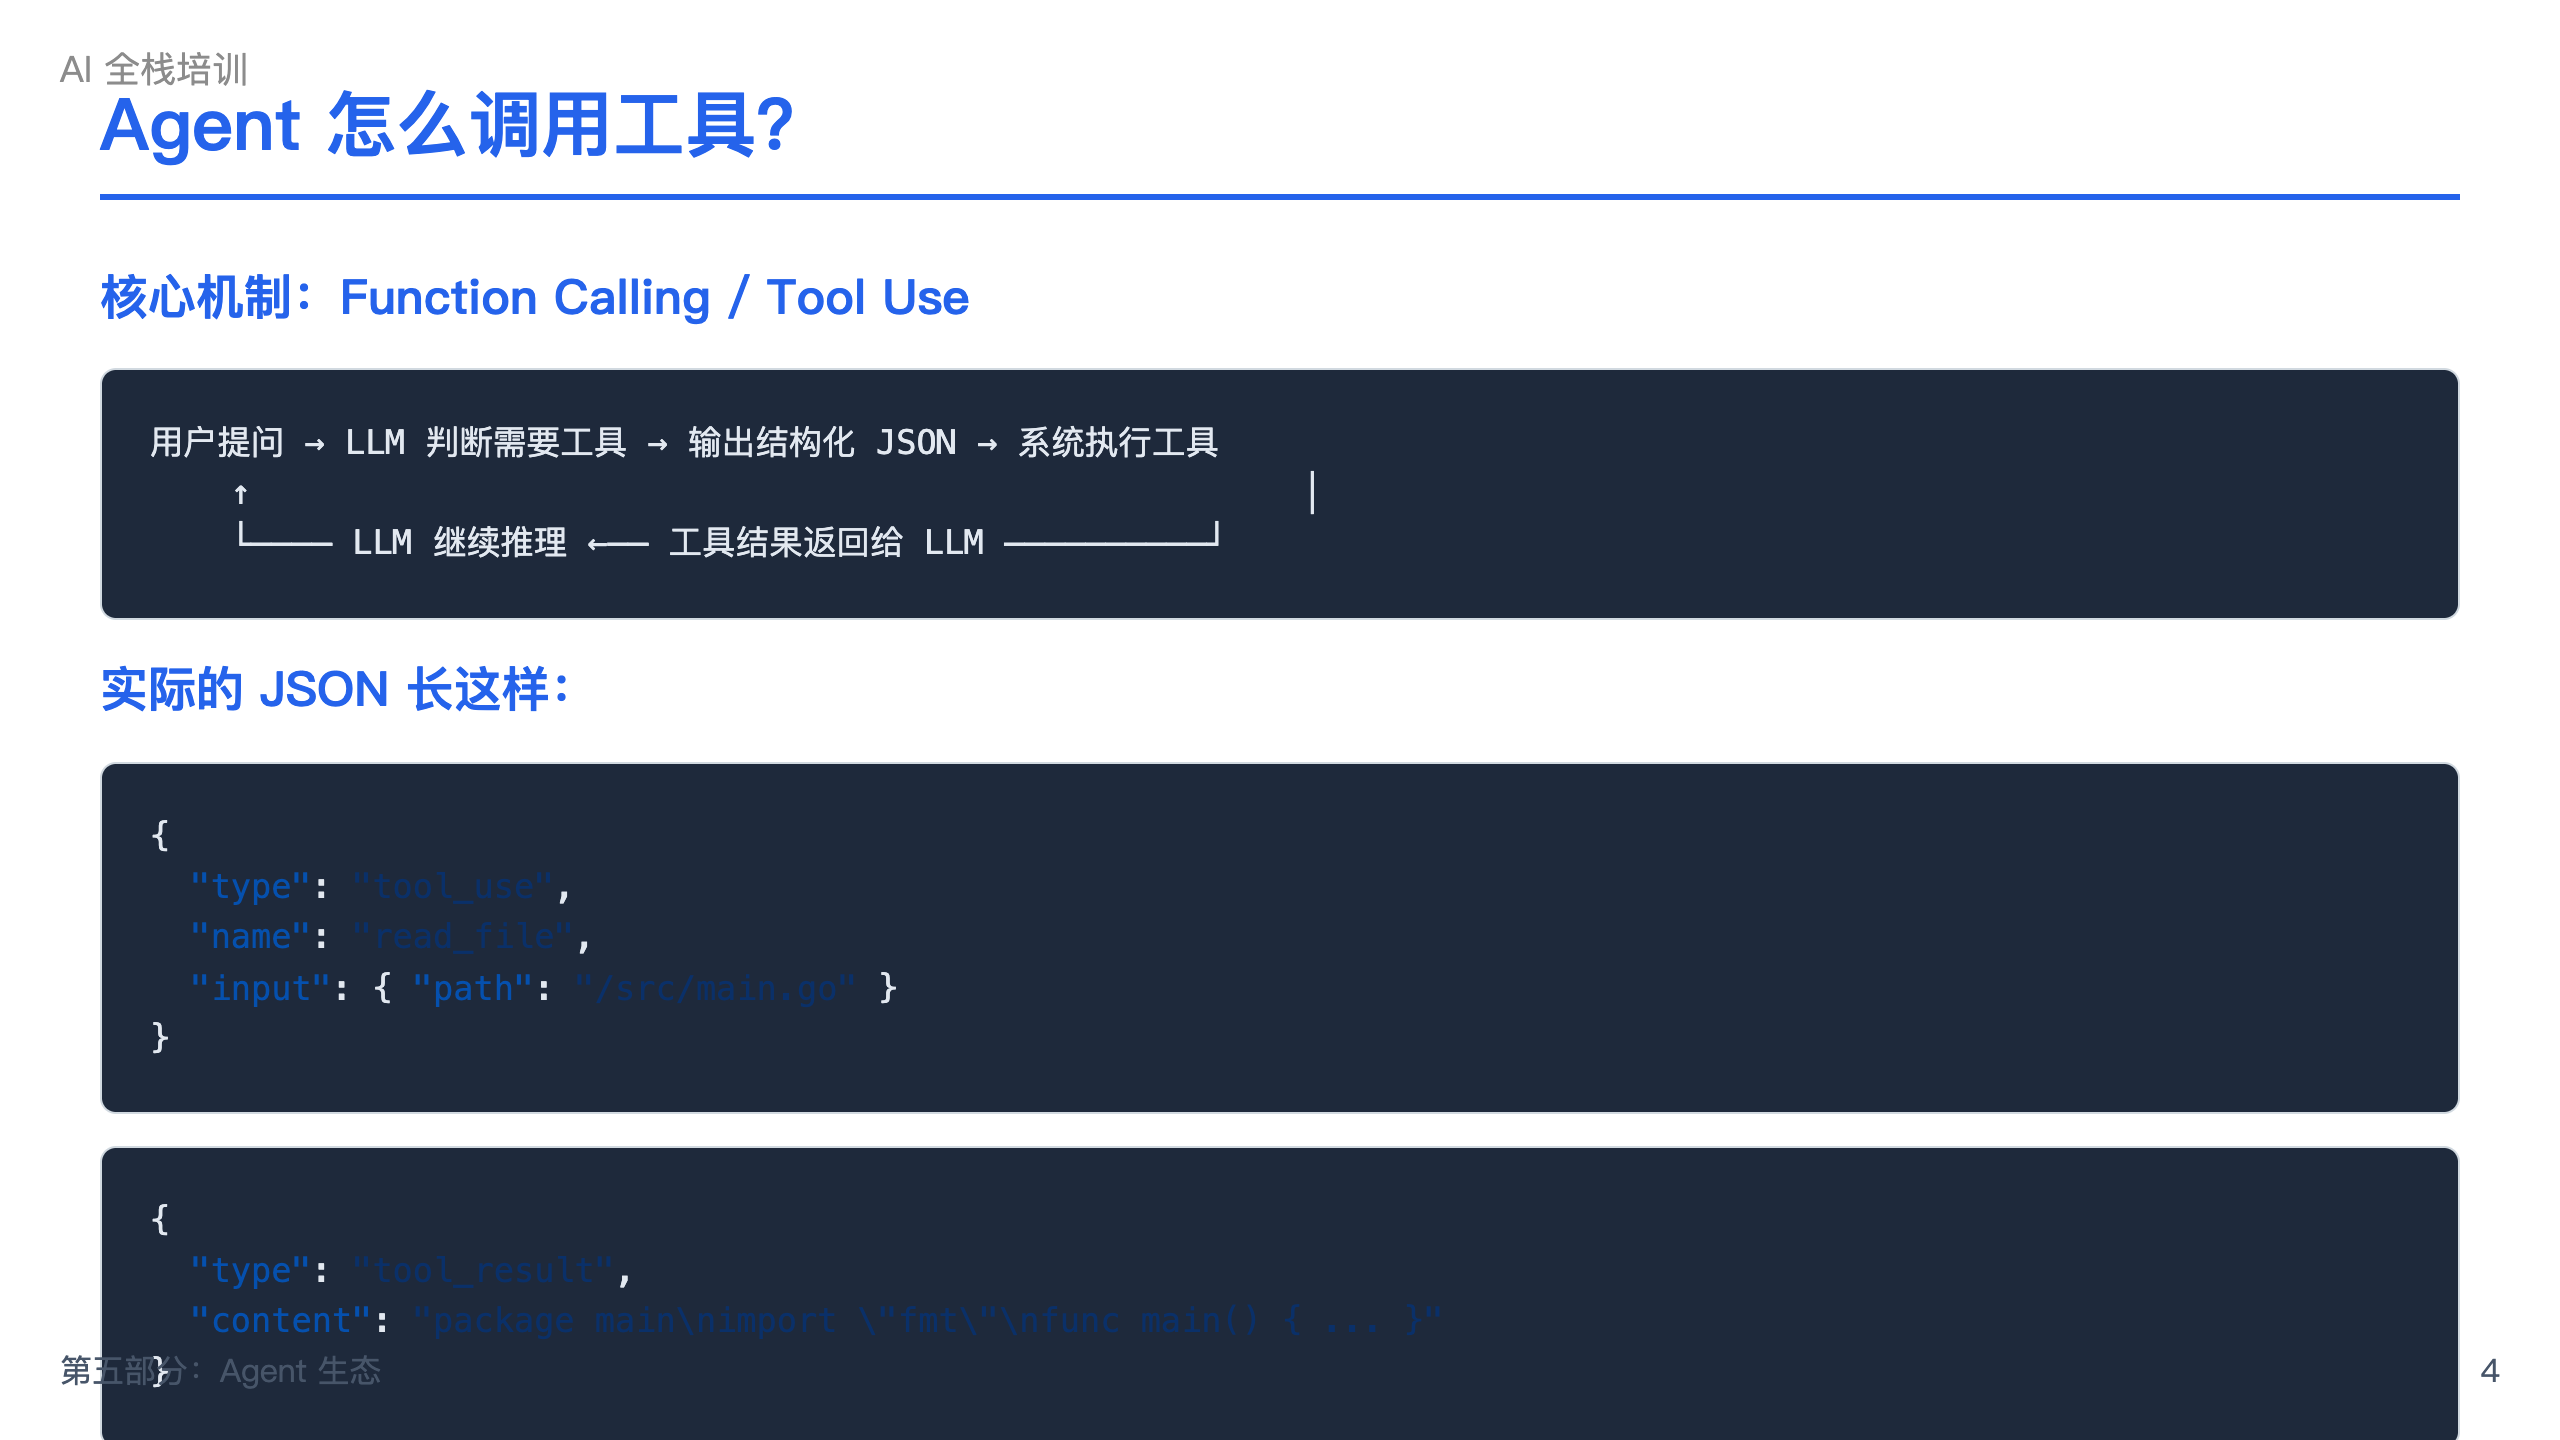 AI 全栈培训
Agent 怎么调用工具?
核心机制：Function Calling / Tool Use
用户提问 → LLM 判断需要工具 → 输出结构化 JSON → 系统执行工具
↑ │
└──── LLM 继续推理 ←── 工具结果返回给 LLM ──────────┘
实际的 JSON 长这样：
{
  "type": "tool_use",
  "name": "read_file",
  "input": { "path": "/src/main.go" }
}
{
  "type": "tool_result",
  "content": "package main\nimport \"fmt\"\nfunc main() { ... }"
}
第五部分：Agent 生态
4